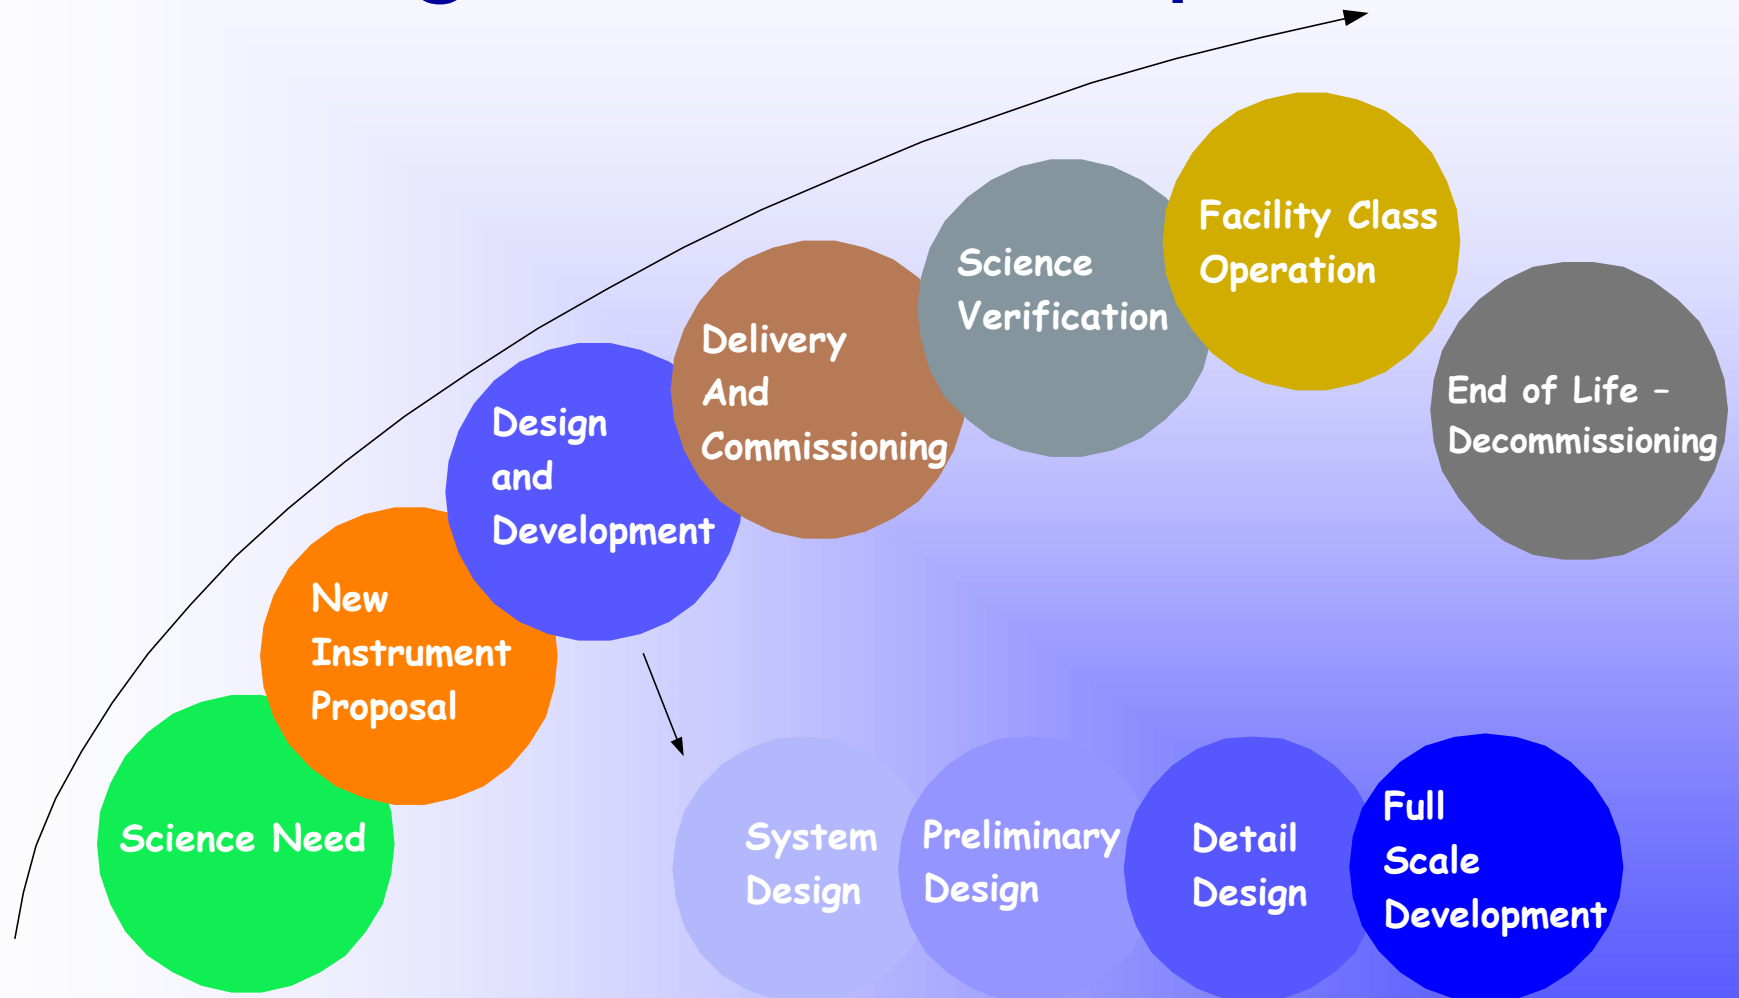 Science Need
New
Instrument
Proposal
Design
and
Development
Delivery
And
Commissioning
Science
Verification
Facility Class
Operation
End of Life –
Decommissioning
System
Design
Preliminary
Design
Detail
Design
Full
Scale
Development